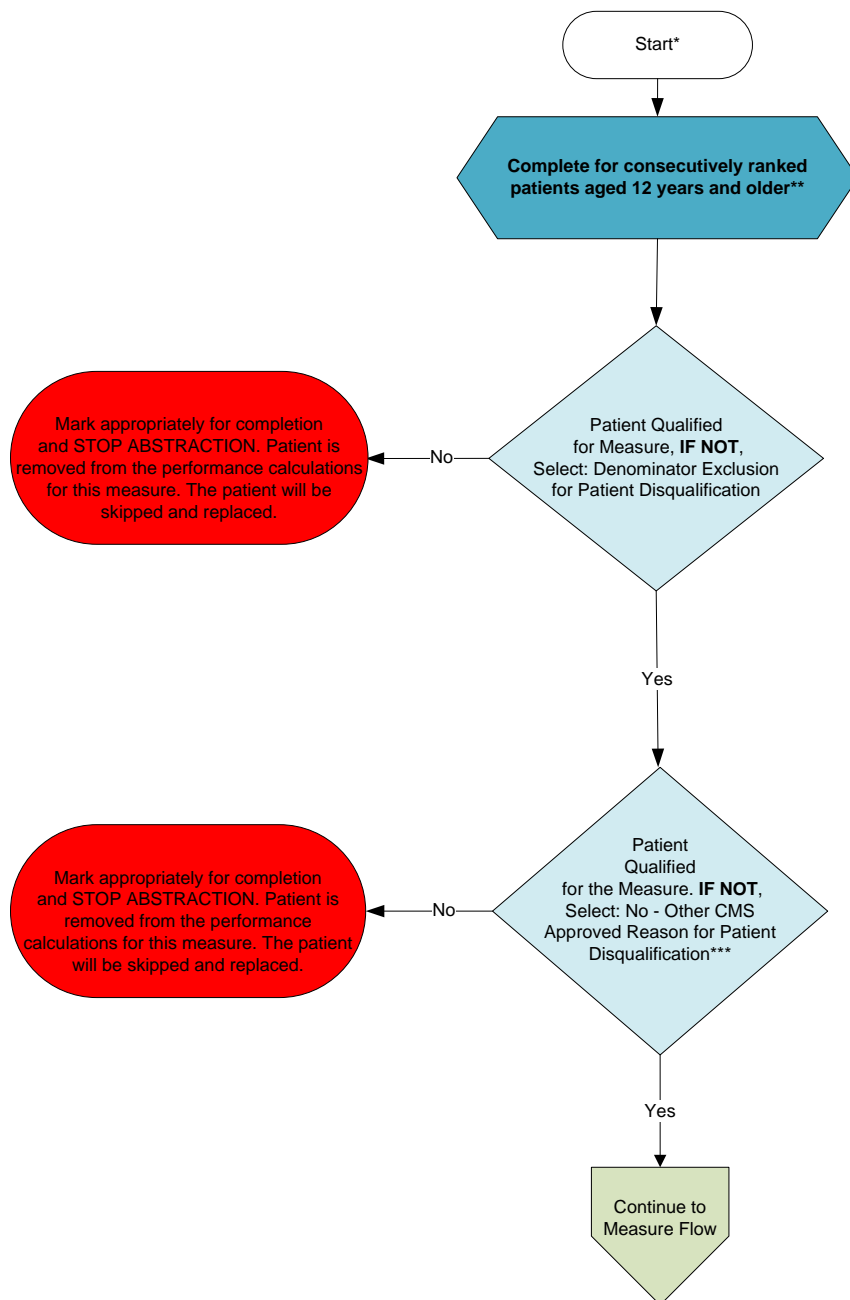 Start*
Complete for consecutively ranked
patients aged 12 years and older**
Patient Qualified
for Measure, IF NOT,
Select: Denominator Exclusion
for Patient Disqualification
No
Mark appropriately for completion
and STOP ABSTRACTION. Patient is
removed from the performance calculations
for this measure. The patient will be
skipped and replaced.
Yes
Patient
Qualified
for the Measure. IF NOT,
Select: No - Other CMS
Approved Reason for Patient
Disqualification***
No
Mark appropriately for completion
and STOP ABSTRACTION. Patient is
removed from the performance
calculations for this measure. The patient
will be skipped and replaced.
Yes
Continue to
Measure Flow